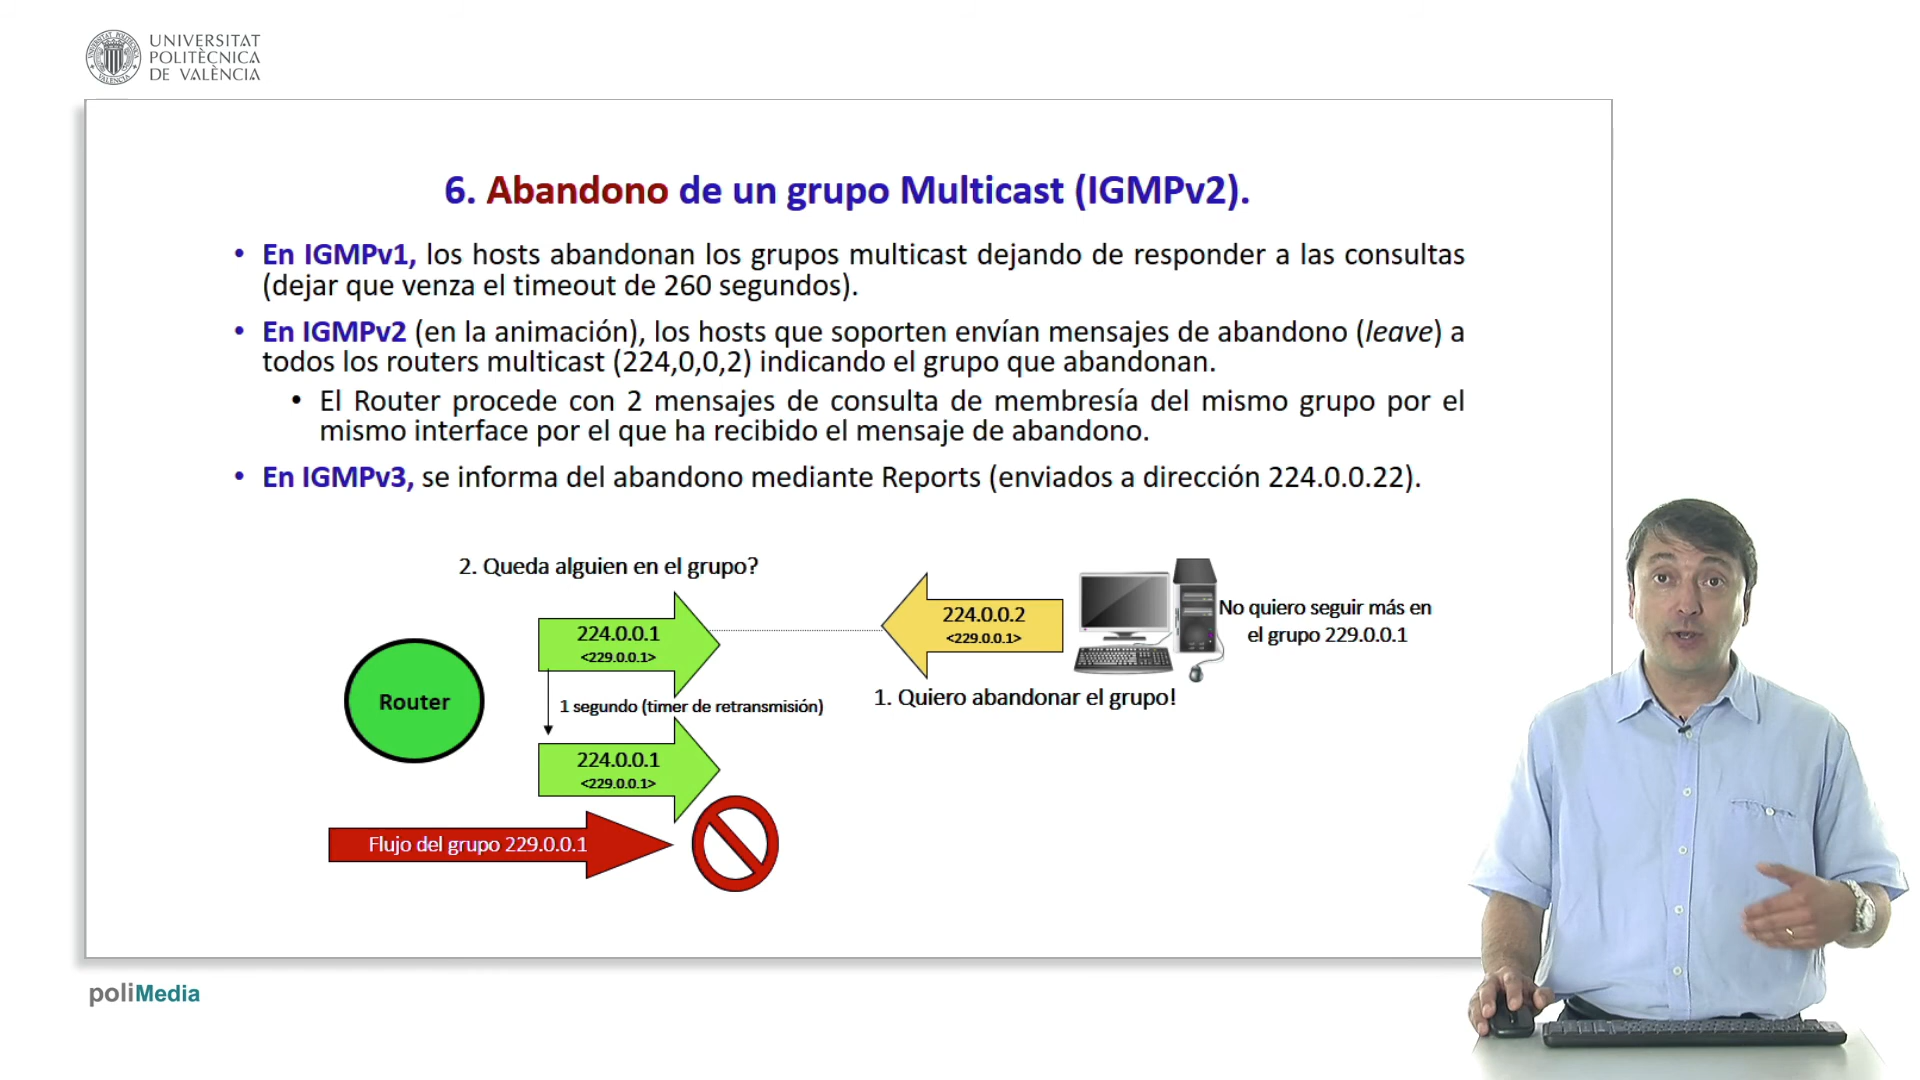 UNIVERSITAT
POLITÈCNICA
DE VALÈNCIA
6. Abandono de un grupo Multicast (IGMPv2).
• En IGMPv1, los hosts abandonan los grupos multicast dejando de responder a las consultas
(dejar que venza el timeout de 260 segundos).
• En IGMPv2 (en la animación), los hosts que soporten envían mensajes de abandono (leave) a
todos los routers multicast (224,0,0,2) indicando el grupo que abandonan.
• El Router procede con 2 mensajes de consulta de membresía del mismo grupo por el
mismo interface por el que ha recibido el mensaje de abandono.
• En IGMPv3, se informa del abandono mediante Reports (enviados a dirección 224.0.0.22).
2. Queda alguien en el grupo?
224.0.0.1
<229.0.0.1>
224.0.0.2
<229.0.0.1>
No quiero seguir más en
el grupo 229.0.0.1
Router
1 segundo (timer de retransmisión)
1. Quiero abandonar el grupo!
224.0.0.1
<229.0.0.1>
Flujo del grupo 229.0.0.1
poliMedia